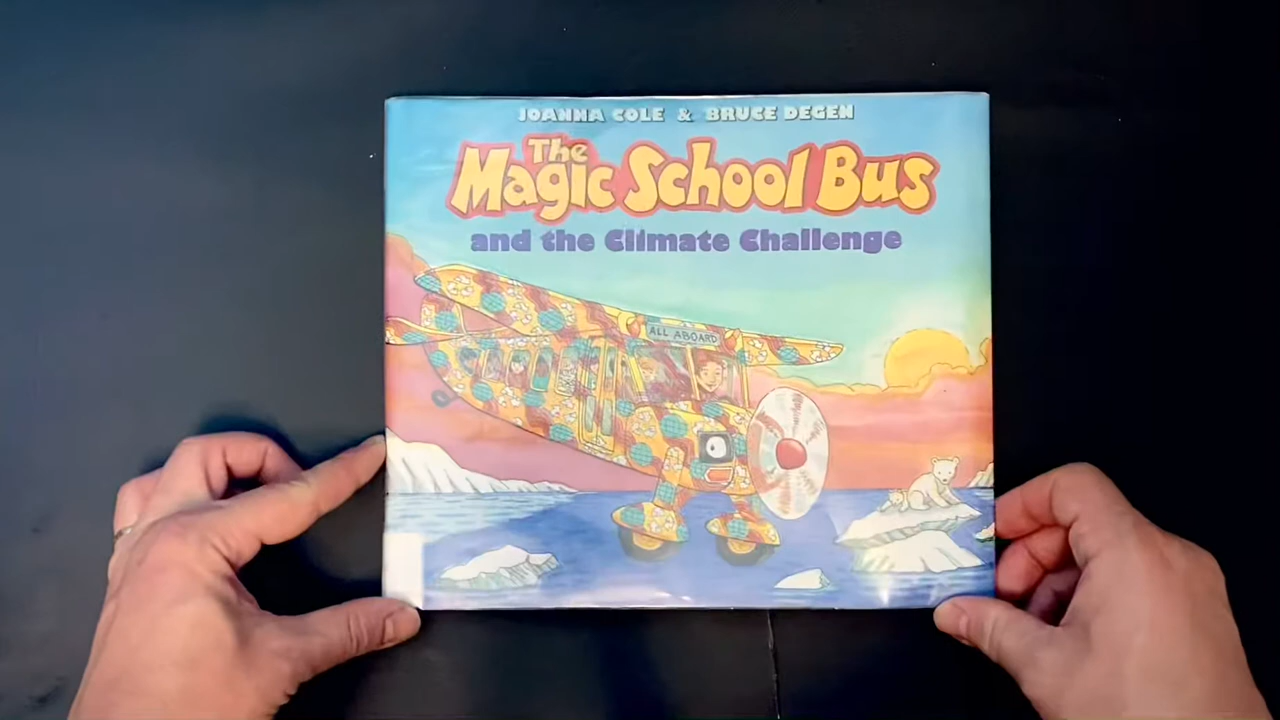 JOANNA COLE & BRUCE DEGEN
The
Magic School Bus
and the Climate Challenge
ALL ABOARD